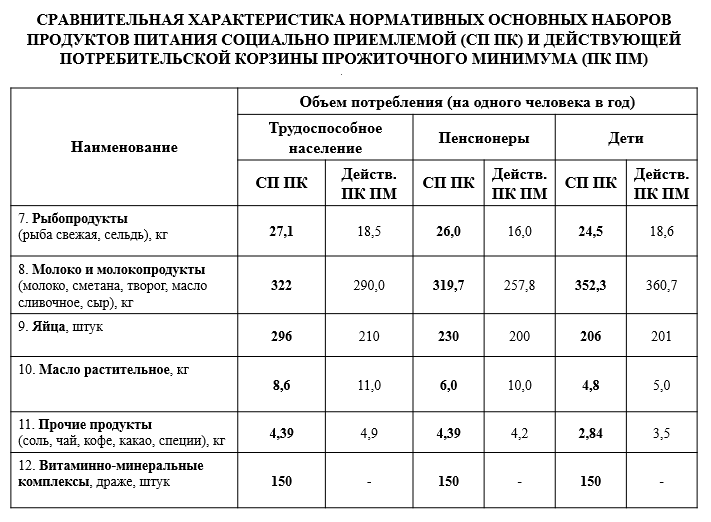 СРАВНИТЕЛЬНАЯ ХАРАКТЕРИСТИКА НОРМАТИВНЫХ ОСНОВНЫХ НАБОРОВ
ПРОДУКТОВ ПИТАНИЯ СОЦИАЛЬНО ПРИЕМЛЕМОЙ (СП ПК) И ДЕЙСТВУЮЩЕЙ
ПОТРЕБИТЕЛЬСКОЙ КОРЗИНЫ ПРОЖИТОЧНОГО МИНИМУМА (ПК ПМ)
Наименование
Объем потребления (на одного человека в год)
Трудоспособное
население
Пенсионеры
Дети
СП ПК
Действ.
ПК ПМ
СП ПК
Действ.
ПК ПМ
СП ПК
Действ.
ПК ПМ
7. Рыбопродукты
(рыба свежая, сельдь), кг
27,1 18,5 26,0 16,0 24,5 18,6
8. Молоко и молокопродукты
(молоко, сметана, творог, масло
сливочное, сыр), кг
322 290,0 319,7 257,8 352,3 360,7
9. Яйца, штук
296 210 230 200 206 201
10. Масло растительное, кг
8,6 11,0 6,0 10,0 4,8 5,0
11. Прочие продукты
(соль, чай, кофе, какао, специи), кг
4,39 4,9 4,39 4,2 2,84 3,5
12. Витаминно-минеральные
комплексы, драже, штук
150 - 150 - 150 -